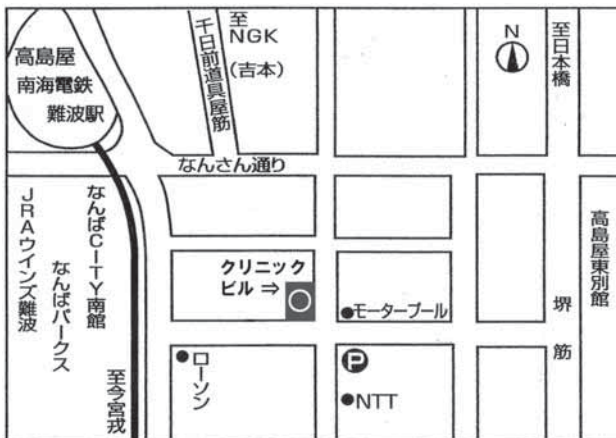 高島屋
南海電鉄
難波駅
千日前道具屋筋
至
NGK
(吉本)
N
至日本橋
なんさん通り
JRAウインズ難波
なんばパークス
なんばCITY南館
至今宮戎
クリニック
ビル ⇒
モータープール
高島屋東別館
堺筋
ローソン
P
NTT